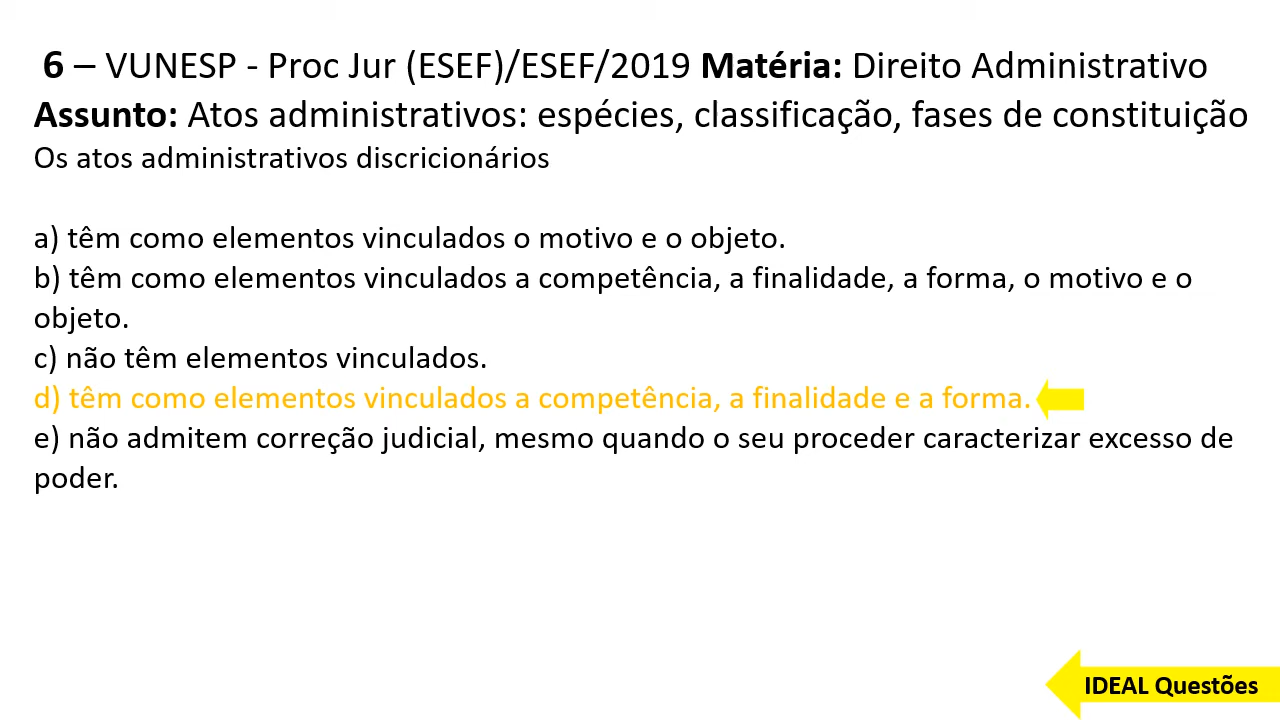 6 – VUNESP - Proc Jur (ESEF)/ESEF/2019 Matéria: Direito Administrativo
Assunto: Atos administrativos: espécies, classificação, fases de constituição
Os atos administrativos discricionários
a) têm como elementos vinculados o motivo e o objeto.
b) têm como elementos vinculados a competência, a finalidade, a forma, o motivo e o
objeto.
c) não têm elementos vinculados.
d) têm como elementos vinculados a competência, a finalidade e a forma.
e) não admitem correção judicial, mesmo quando o seu proceder caracterizar excesso de
poder.
IDEAL Questões